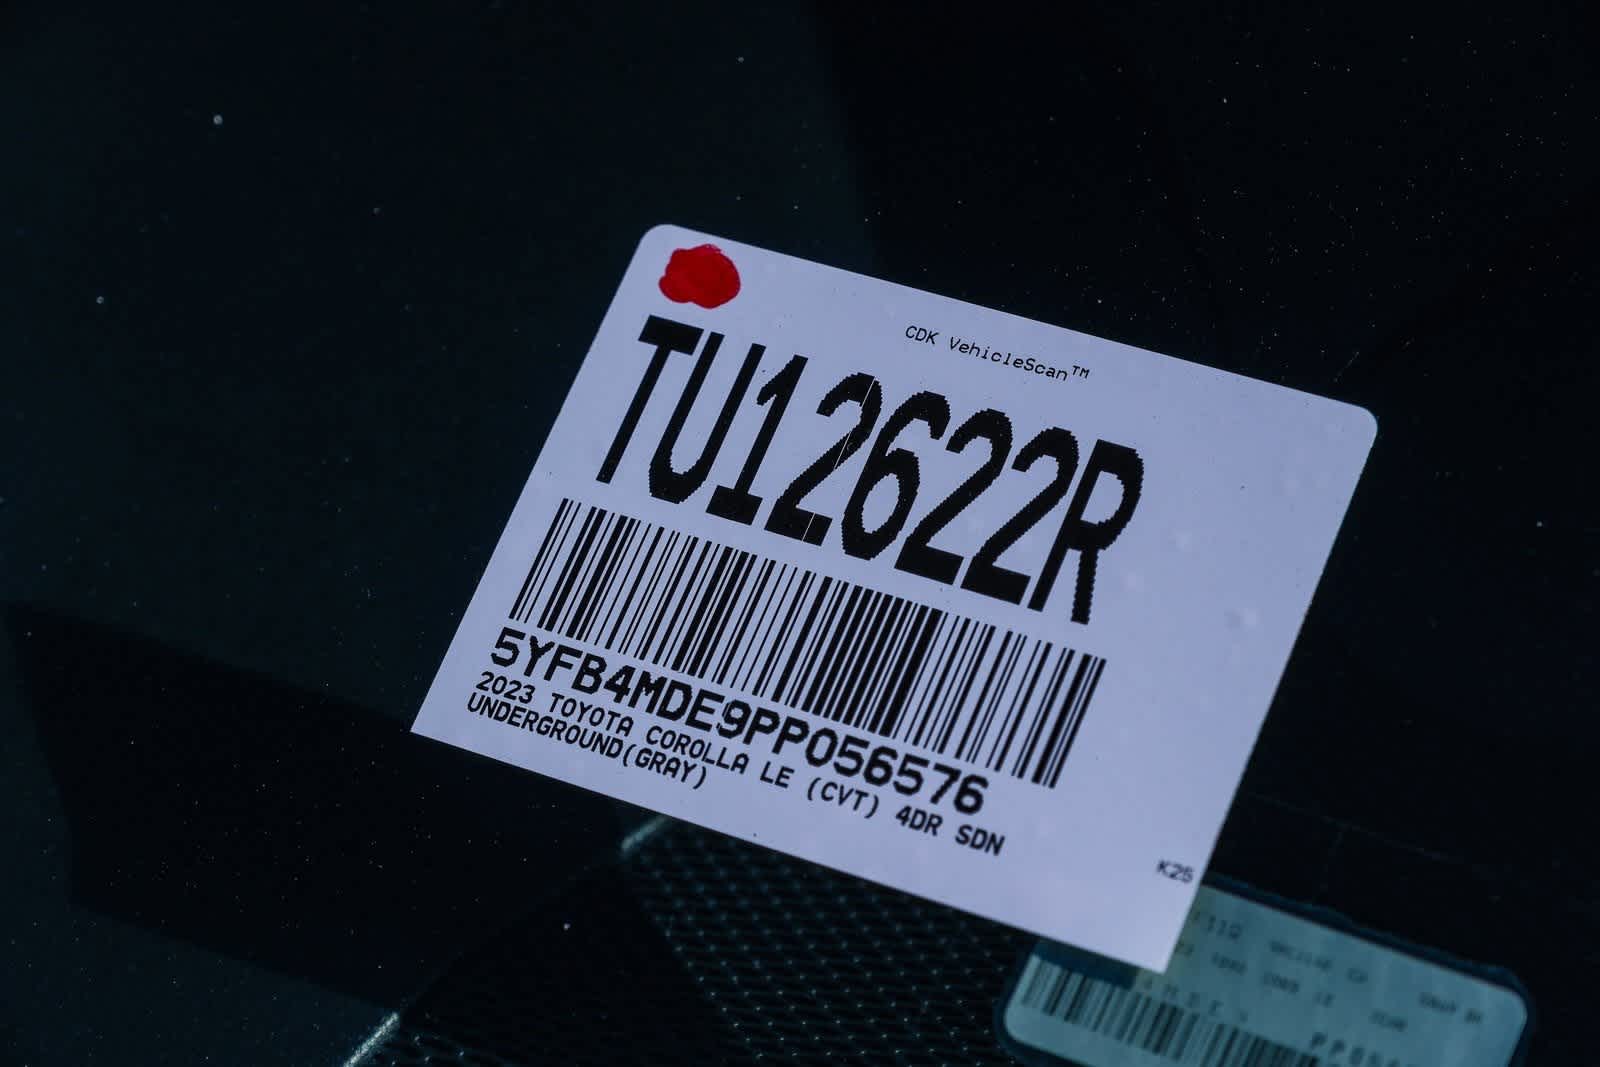 CDK VehicleScan™
TU12622R
5YFB4MDE9PP056576
2023 TOYOTA COROLLA LE (CVT) 4DR SDN
UNDERGROUND(GRAY)
K25